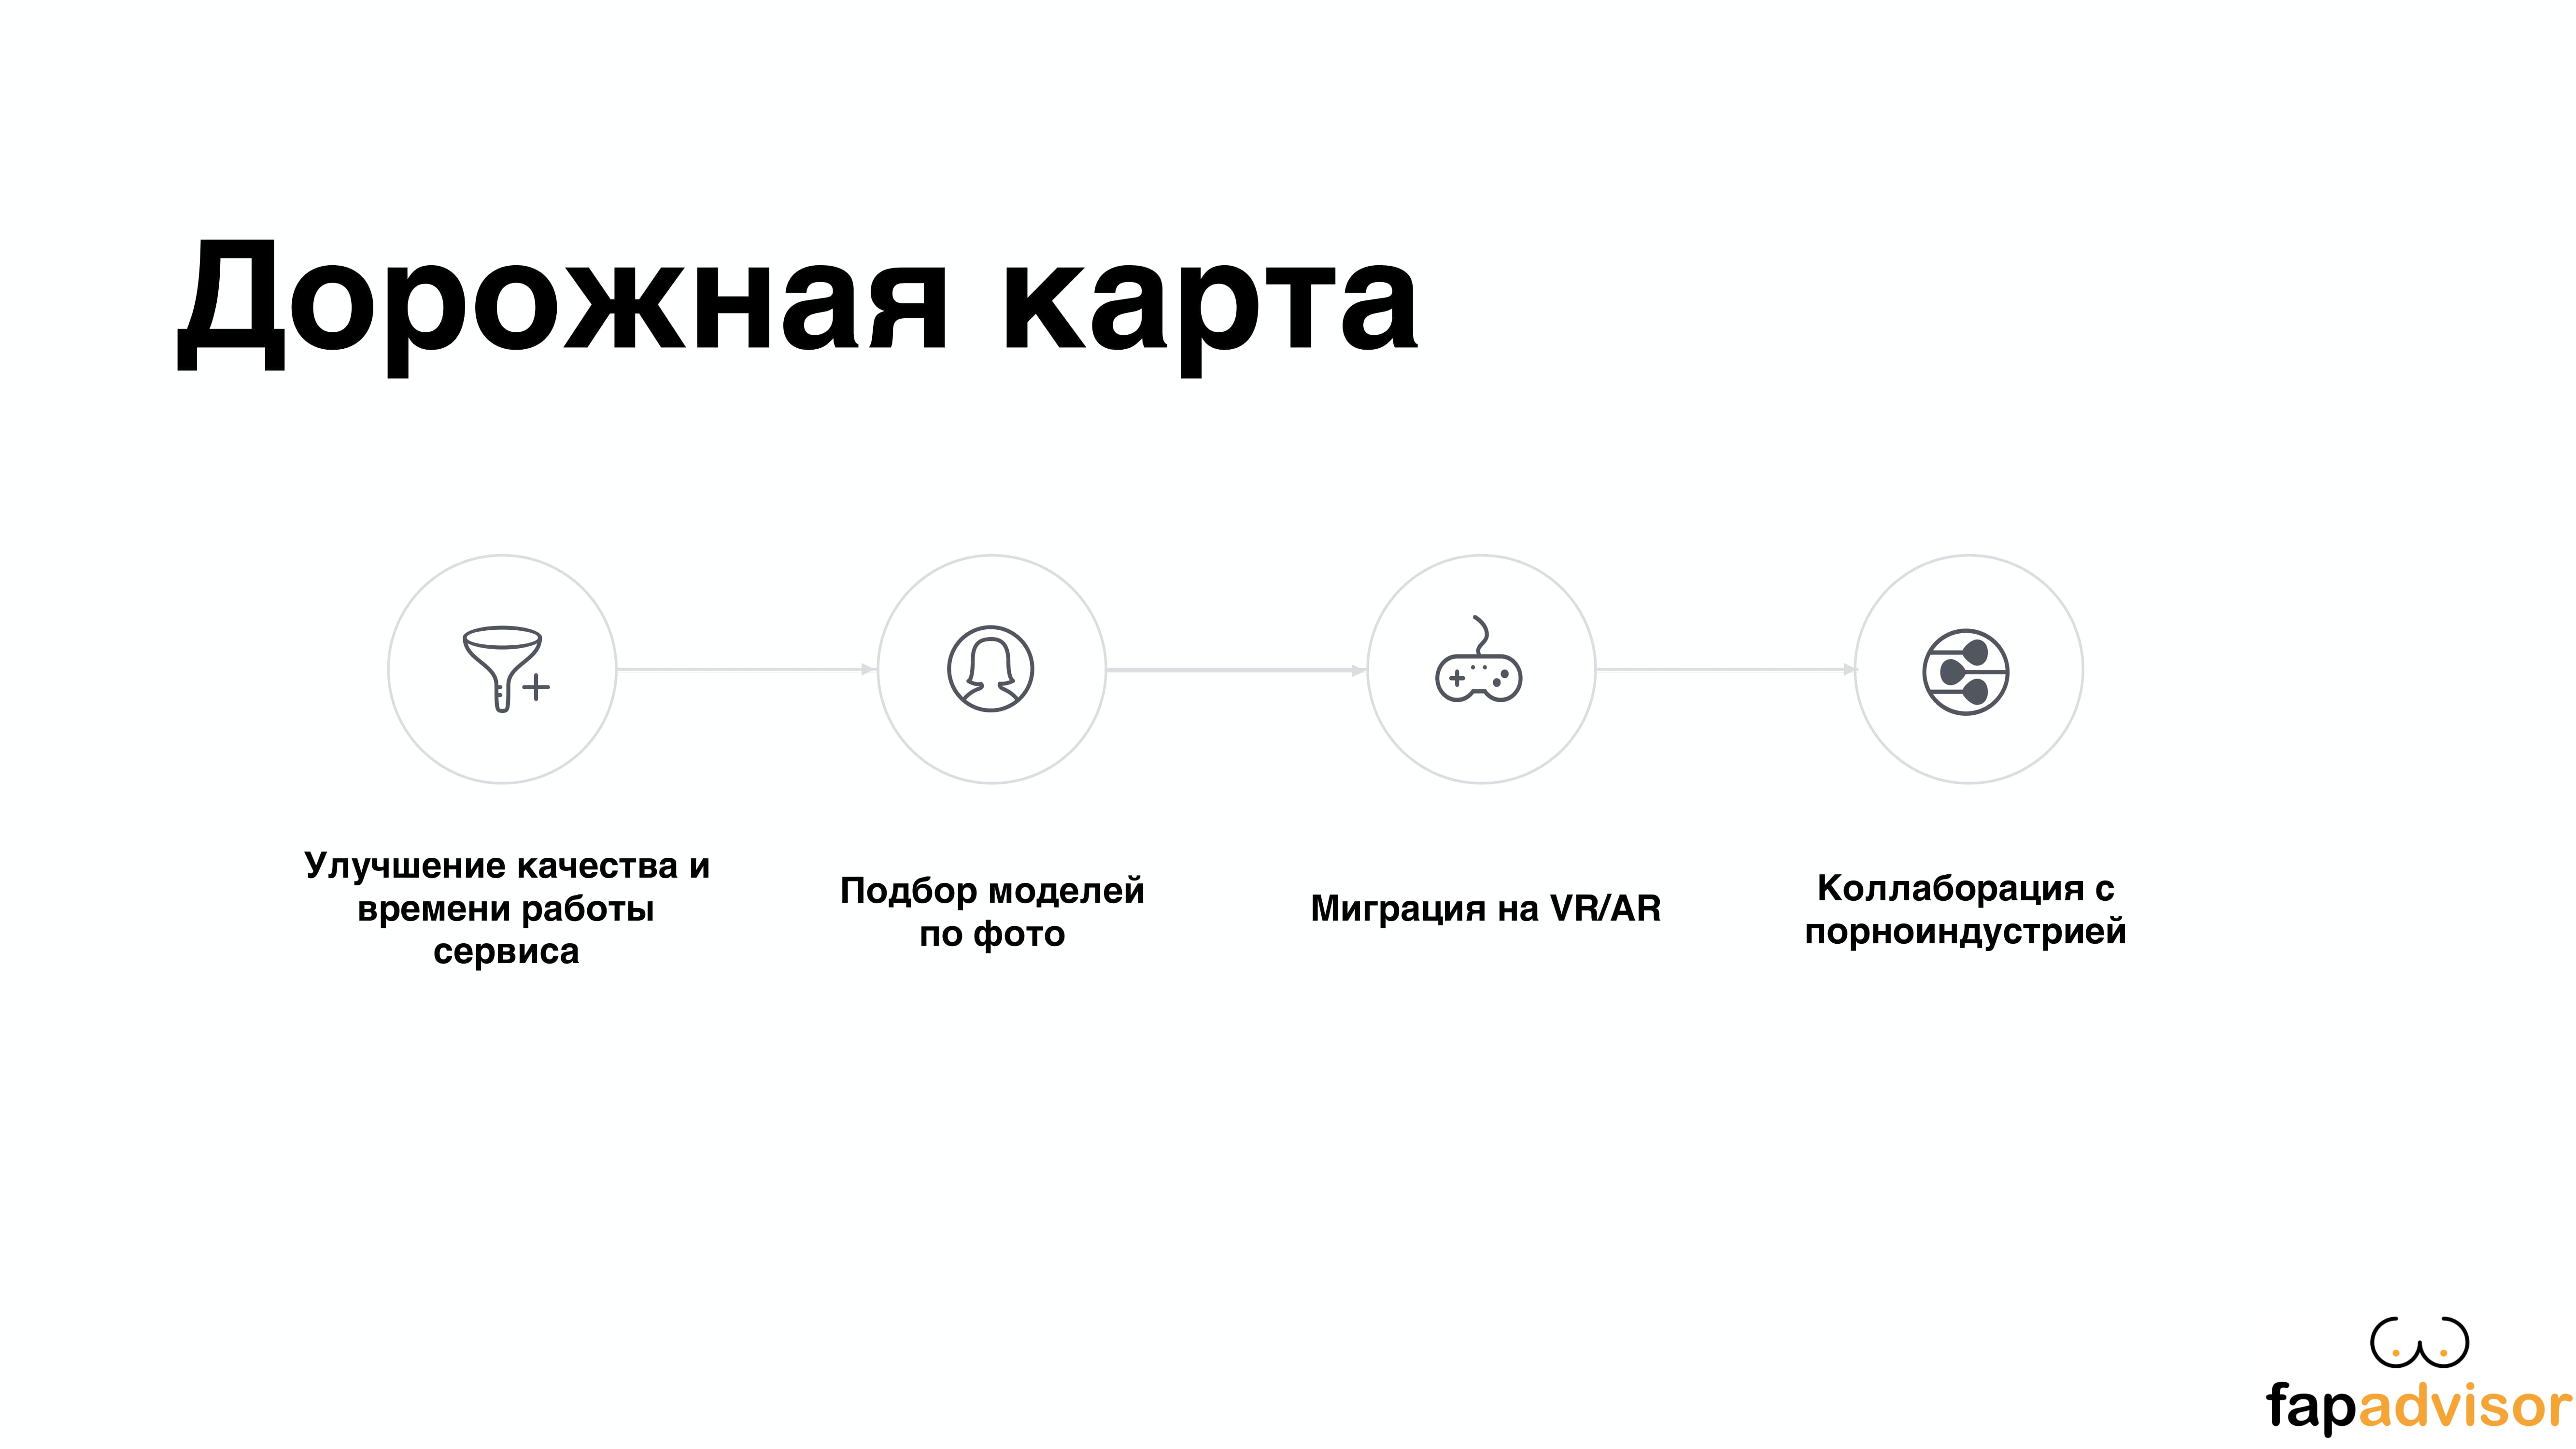 Дорожная карта
Улучшение качества и
времени работы
сервиса
Подбор моделей
по фото
Миграция на VR/AR
Коллаборация с
порноиндустрией
fapadvisor